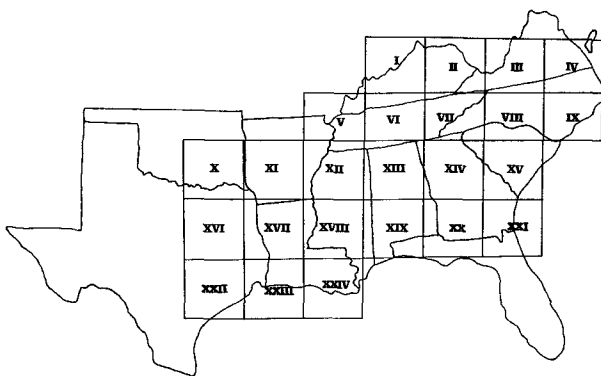 I II III IV
V VI VII VIII IX
X XI XII XIII XIV XV
XVI XVII XVIII XIX XX XXI
XXII XXIII XXIV